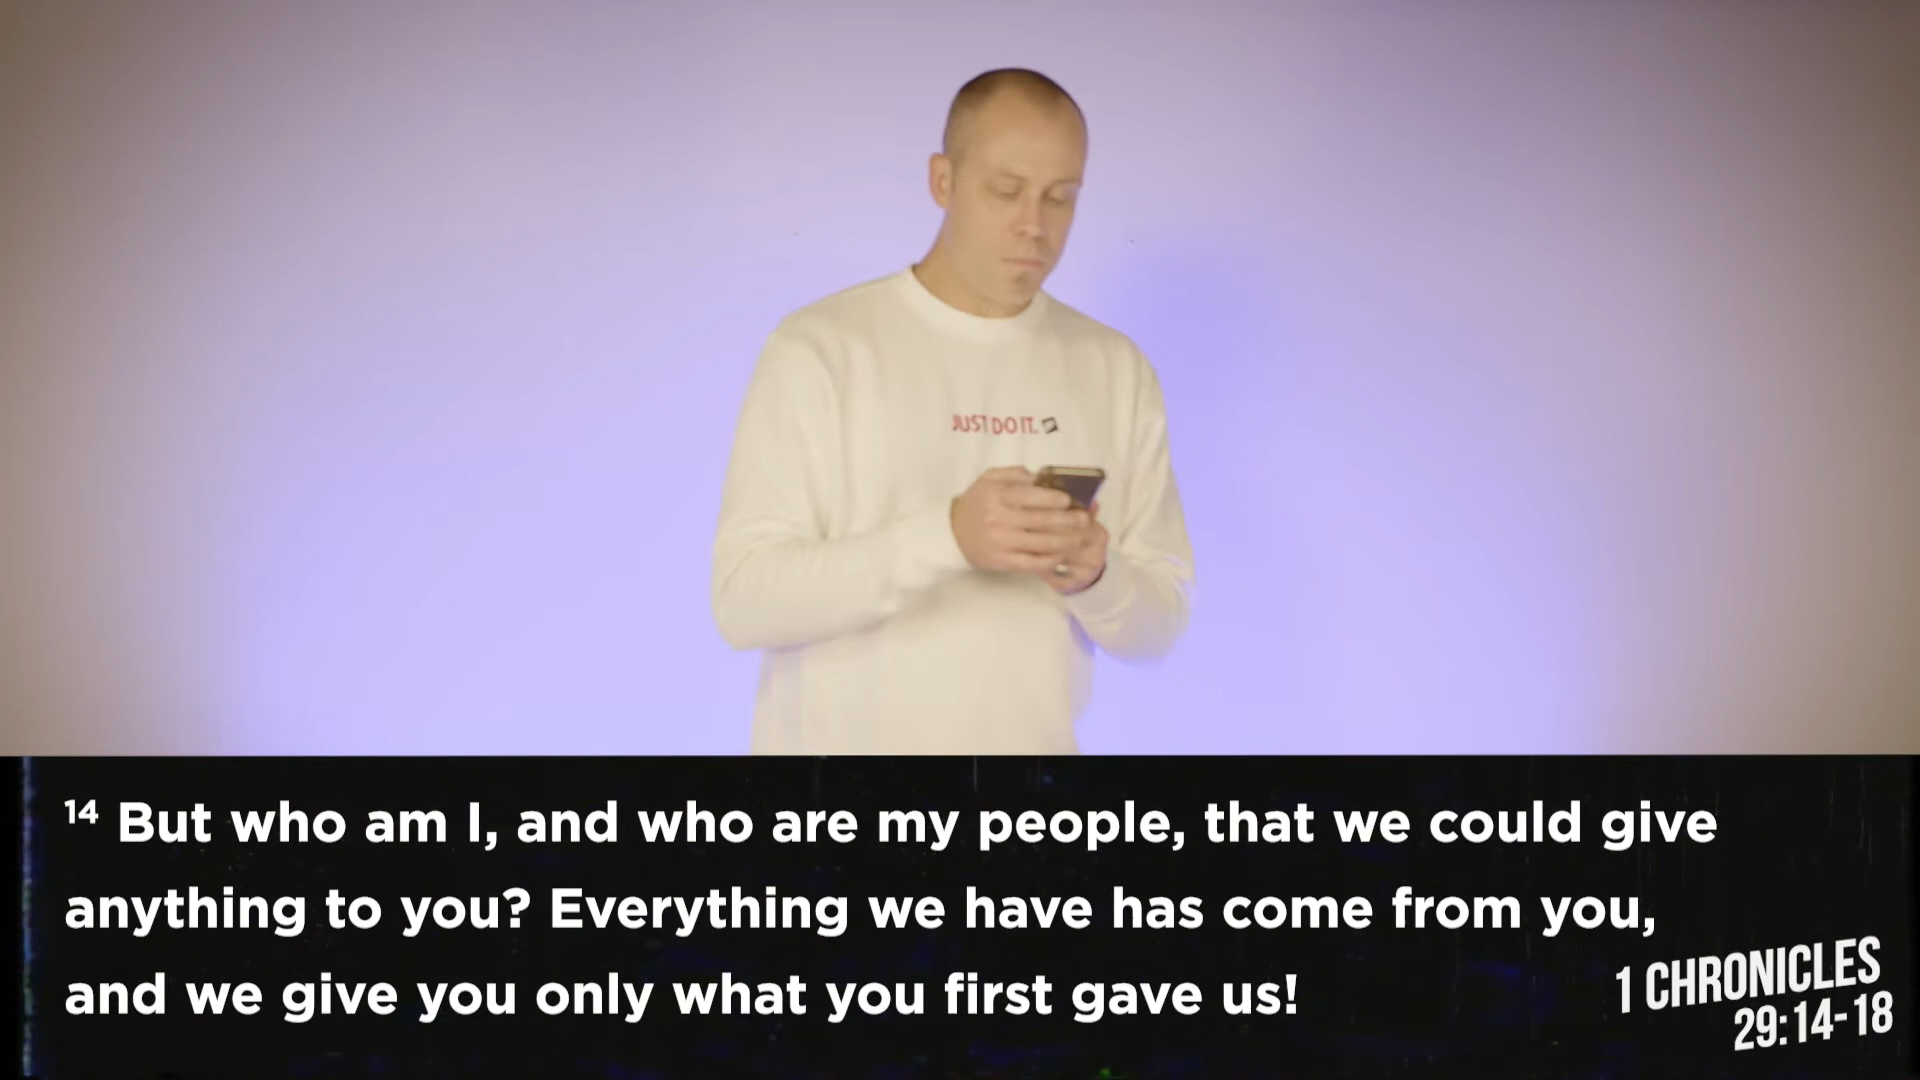 JUST DO IT.
14 But who am I, and who are my people, that we could give
anything to you? Everything we have has come from you,
and we give you only what you first gave us!
1 CHRONICLES
29:14-18